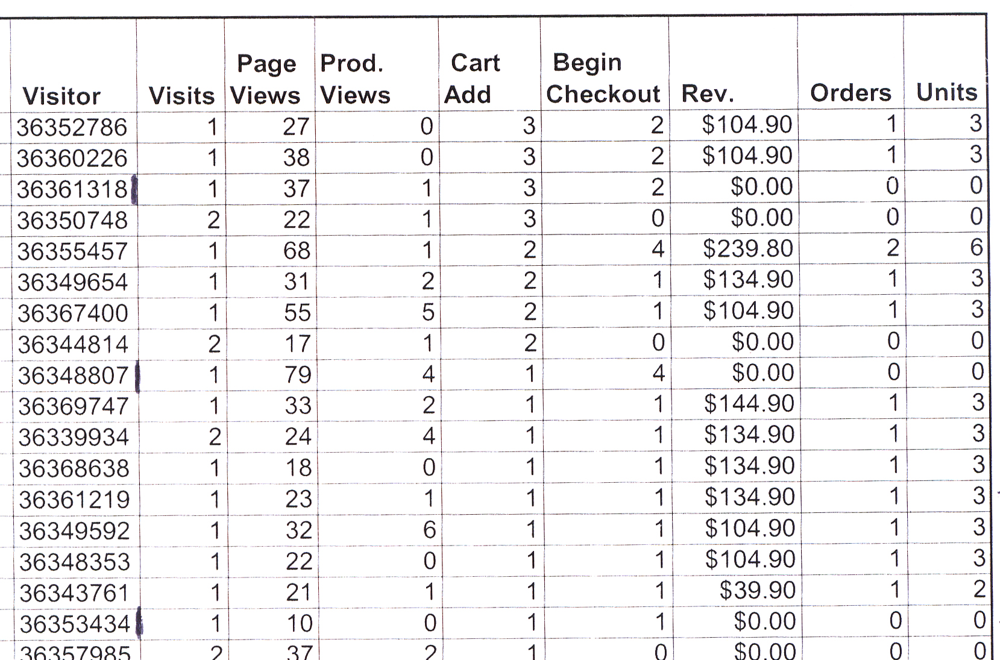 Page Prod. Cart Begin
Visitor Visits Views Views Add Checkout Rev. Orders Units
36352786 1 27 0 3 2 $104.90 1 3
36360226 1 38 0 3 2 $104.90 1 3
36361318 1 37 1 3 2 $0.00 0 0
36350748 2 22 1 3 0 $0.00 0 0
36355457 1 68 1 2 4 $239.80 2 6
36349654 1 31 2 2 1 $134.90 1 3
36367400 1 55 5 2 1 $104.90 1 3
36344814 2 17 1 2 0 $0.00 0 0
36348807 1 79 4 1 4 $0.00 0 0
36369747 1 33 2 1 1 $144.90 1 3
36339934 2 24 4 1 1 $134.90 1 3
36368638 1 18 0 1 1 $134.90 1 3
36361219 1 23 1 1 1 $134.90 1 3
36349592 1 32 6 1 1 $104.90 1 3
36348353 1 22 0 1 1 $104.90 1 3
36343761 1 21 1 1 1 $39.90 1 2
36353434 1 10 0 1 1 $0.00 0 0
36357985 2 37 2 1 0 $0.00 0 0